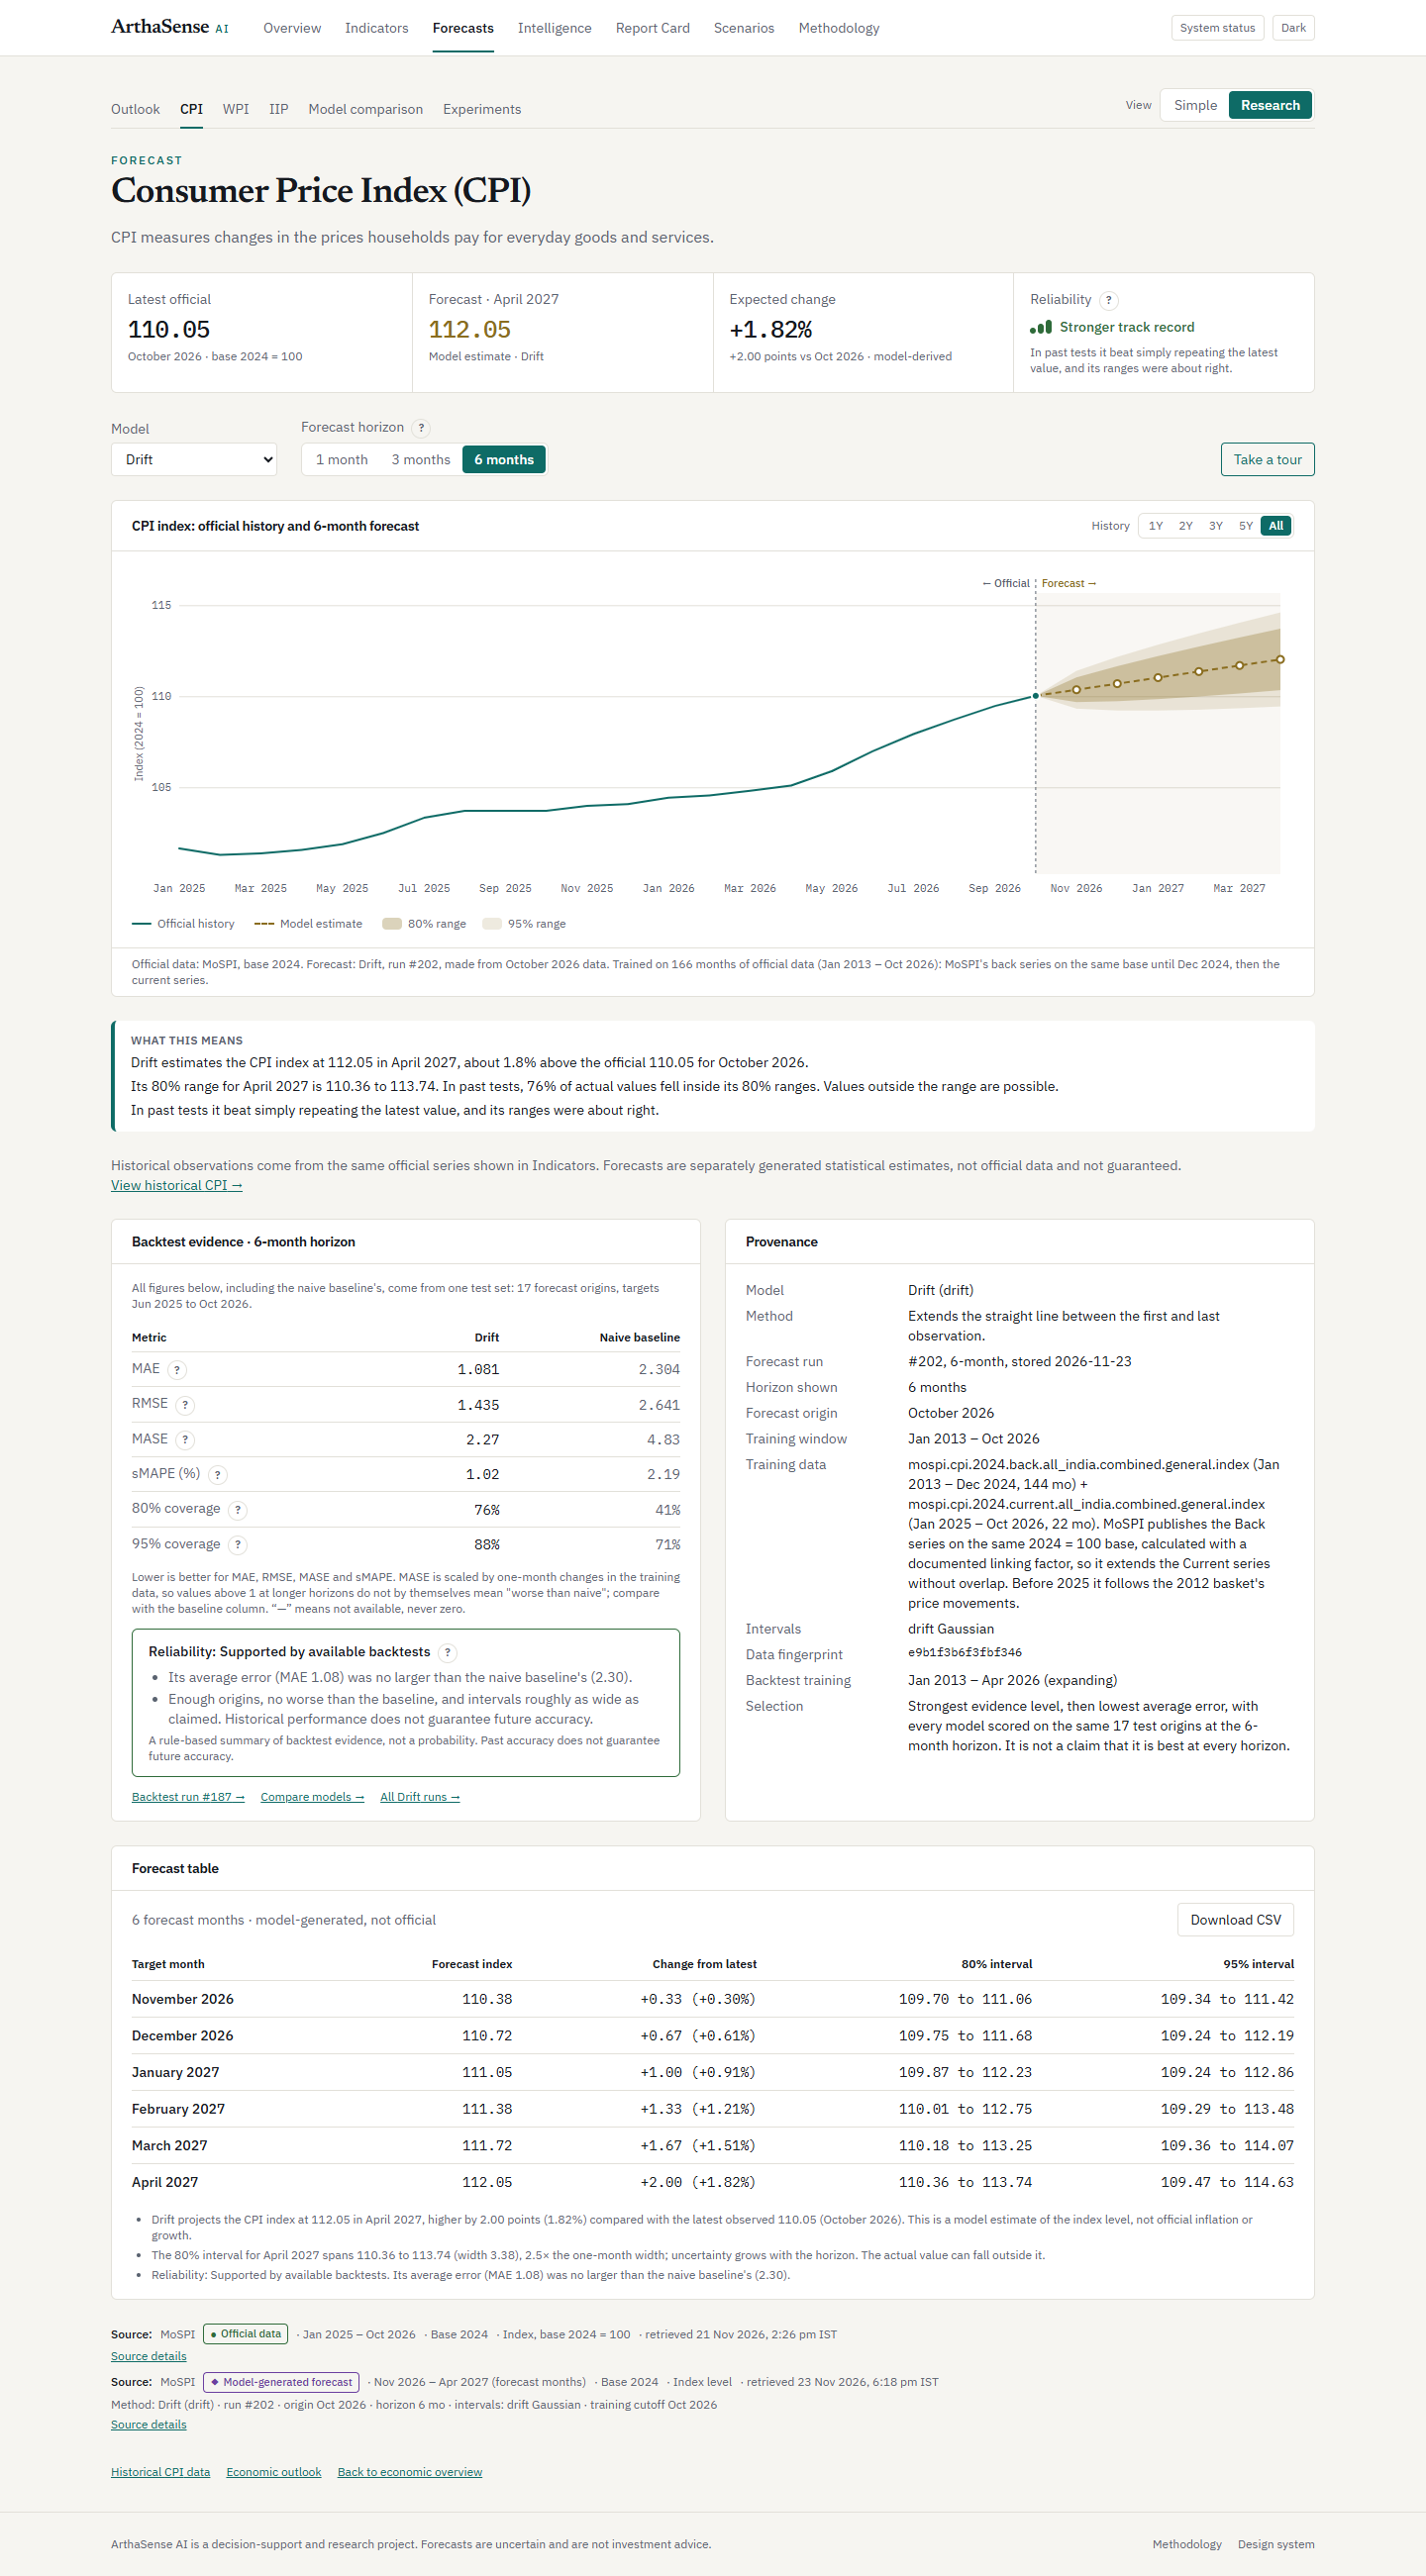 ArthaSense AI
Overview Indicators Forecasts Intelligence Report Card Scenarios Methodology
System status Dark
Outlook CPI WPI IIP Model comparison Experiments
View Simple Research
FORECAST
Consumer Price Index (CPI)
CPI measures changes in the prices households pay for everyday goods and services.
Latest official
110.05
October 2026 · base 2024 = 100
Forecast · April 2027
112.05
Model estimate · Drift
Expected change
+1.82%
+2.00 points vs Oct 2026 · model-derived
Reliability ?
Stronger track record
In past tests it beat simply repeating the latest
value, and its ranges were about right.
Model
Drift
Forecast horizon ?
1 month 3 months 6 months
Take a tour
CPI index: official history and 6-month forecast
History 1Y 2Y 3Y 5Y All
← Official Forecast →
115
110
105
Index (2024 = 100)
Jan 2025 Mar 2025 May 2025 Jul 2025 Sep 2025 Nov 2025 Jan 2026 Mar 2026 May 2026 Jul 2026 Sep 2026 Nov 2026 Jan 2027 Mar 2027
Official history Model estimate 80% range 95% range
Official data: MoSPI, base 2024. Forecast: Drift, run #202, made from October 2026 data. Trained on 166 months of official data (Jan 2013 – Oct 2026): MoSPI's back series on the same base until Dec 2024, then the
current series.
WHAT THIS MEANS
Drift estimates the CPI index at 112.05 in April 2027, about 1.8% above the official 110.05 for October 2026.
Its 80% range for April 2027 is 110.36 to 113.74. In past tests, 76% of actual values fell inside its 80% ranges. Values outside the range are possible.
In past tests it beat simply repeating the latest value, and its ranges were about right.
Historical observations come from the same official series shown in Indicators. Forecasts are separately generated statistical estimates, not official data and not guaranteed.
View historical CPI →
Backtest evidence · 6-month horizon
All figures below, including the naive baseline's, come from one test set: 17 forecast origins, targets
Jun 2025 to Oct 2026.
Metric Drift Naive baseline
MAE ? 1.081 2.304
RMSE ? 1.435 2.641
MASE ? 2.27 4.83
sMAPE (%) ? 1.02 2.19
80% coverage ? 76% 41%
95% coverage ? 88% 71%
Lower is better for MAE, RMSE, MASE and sMAPE. MASE is scaled by one-month changes in the training
data, so values above 1 at longer horizons do not by themselves mean "worse than naive"; compare
with the baseline column. “—” means not available, never zero.
Reliability: Supported by available backtests ?
• Its average error (MAE 1.08) was no larger than the naive baseline's (2.30).
• Enough origins, no worse than the baseline, and intervals roughly as wide as
claimed. Historical performance does not guarantee future accuracy.
A rule-based summary of backtest evidence, not a probability. Past accuracy does not guarantee
future accuracy.
Backtest run #187 → Compare models → All Drift runs →
Provenance
Model Drift (drift)
Method Extends the straight line between the first and last
observation.
Forecast run #202, 6-month, stored 2026-11-23
Horizon shown 6 months
Forecast origin October 2026
Training window Jan 2013 – Oct 2026
Training data mospi.cpi.2024.back.all_india.combined.general.index (Jan
2013 – Dec 2024, 144 mo) +
mospi.cpi.2024.current.all_india.combined.general.index
(Jan 2025 – Oct 2026, 22 mo). MoSPI publishes the Back
series on the same 2024 = 100 base, calculated with a
documented linking factor, so it extends the Current series
without overlap. Before 2025 it follows the 2012 basket's
price movements.
Intervals drift Gaussian
Data fingerprint e9b1f3b6f3fbf346
Backtest training Jan 2013 – Apr 2026 (expanding)
Selection Strongest evidence level, then lowest average error, with
every model scored on the same 17 test origins at the 6-
month horizon. It is not a claim that it is best at every horizon.
Forecast table
6 forecast months · model-generated, not official
Download CSV
Target month Forecast index Change from latest 80% interval 95% interval
November 2026 110.38 +0.33 (+0.30%) 109.70 to 111.06 109.34 to 111.42
December 2026 110.72 +0.67 (+0.61%) 109.75 to 111.68 109.24 to 112.19
January 2027 111.05 +1.00 (+0.91%) 109.87 to 112.23 109.24 to 112.86
February 2027 111.38 +1.33 (+1.21%) 110.01 to 112.75 109.29 to 113.48
March 2027 111.72 +1.67 (+1.51%) 110.18 to 113.25 109.36 to 114.07
April 2027 112.05 +2.00 (+1.82%) 110.36 to 113.74 109.47 to 114.63
• Drift projects the CPI index at 112.05 in April 2027, higher by 2.00 points (1.82%) compared with the latest observed 110.05 (October 2026). This is a model estimate of the index level, not official inflation or
growth.
• The 80% interval for April 2027 spans 110.36 to 113.74 (width 3.38), 2.5× the one-month width; uncertainty grows with the horizon. The actual value can fall outside it.
• Reliability: Supported by available backtests. Its average error (MAE 1.08) was no larger than the naive baseline's (2.30).
Source: MoSPI ● Official data · Jan 2025 – Oct 2026 · Base 2024 · Index, base 2024 = 100 · retrieved 21 Nov 2026, 2:26 pm IST
Source details
Source: MoSPI ◆ Model-generated forecast · Nov 2026 – Apr 2027 (forecast months) · Base 2024 · Index level · retrieved 23 Nov 2026, 6:18 pm IST
Method: Drift (drift) · run #202 · origin Oct 2026 · horizon 6 mo · intervals: drift Gaussian · training cutoff Oct 2026
Source details
Historical CPI data Economic outlook Back to economic overview
ArthaSense AI is a decision-support and research project. Forecasts are uncertain and are not investment advice.
Methodology Design system